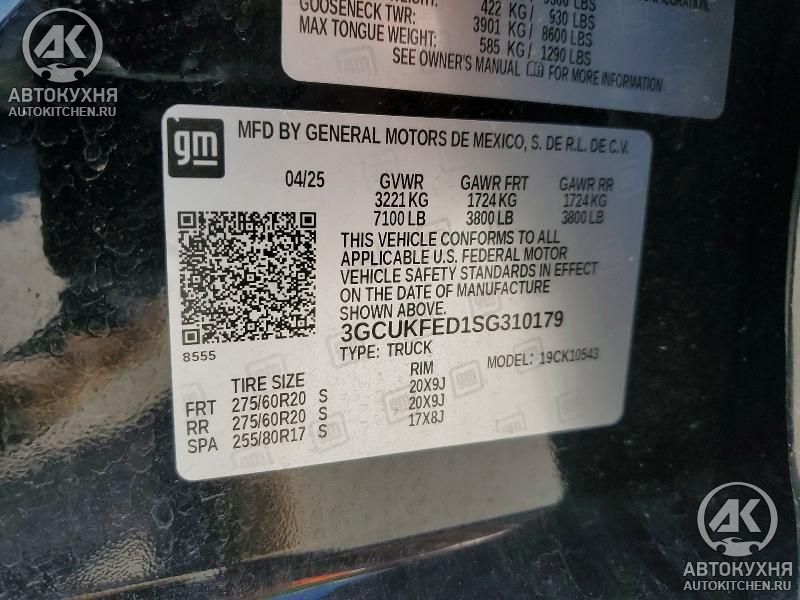 AK
АВТОКУХНЯ
AUTOKITCHEN.RU
GOOSENECK TWR: 422 KG / 930 LBS
3901 KG / 8600 LBS
MAX TONGUE WEIGHT: 585 KG / 1290 LBS
SEE OWNER'S MANUAL FOR MORE INFORMATION
gm
MFD BY GENERAL MOTORS DE MEXICO, S. DE R.L. DE C.V.
04/25 GVWR GAWR FRT GAWR RR
3221 KG 1724 KG 1724 KG
7100 LB 3800 LB 3800 LB
THIS VEHICLE CONFORMS TO ALL
APPLICABLE U.S. FEDERAL MOTOR
VEHICLE SAFETY STANDARDS IN EFFECT
ON THE DATE OF MANUFACTURE
SHOWN ABOVE.
3GCUKFED1SG310179
8555
TYPE: TRUCK MODEL: 19CK10543
TIRE SIZE RIM
FRT 275/60R20 S 20X9J
RR 275/60R20 S 20X9J
SPA 255/80R17 S 17X8J
AK
АВТОКУХНЯ
AUTOKITCHEN.RU